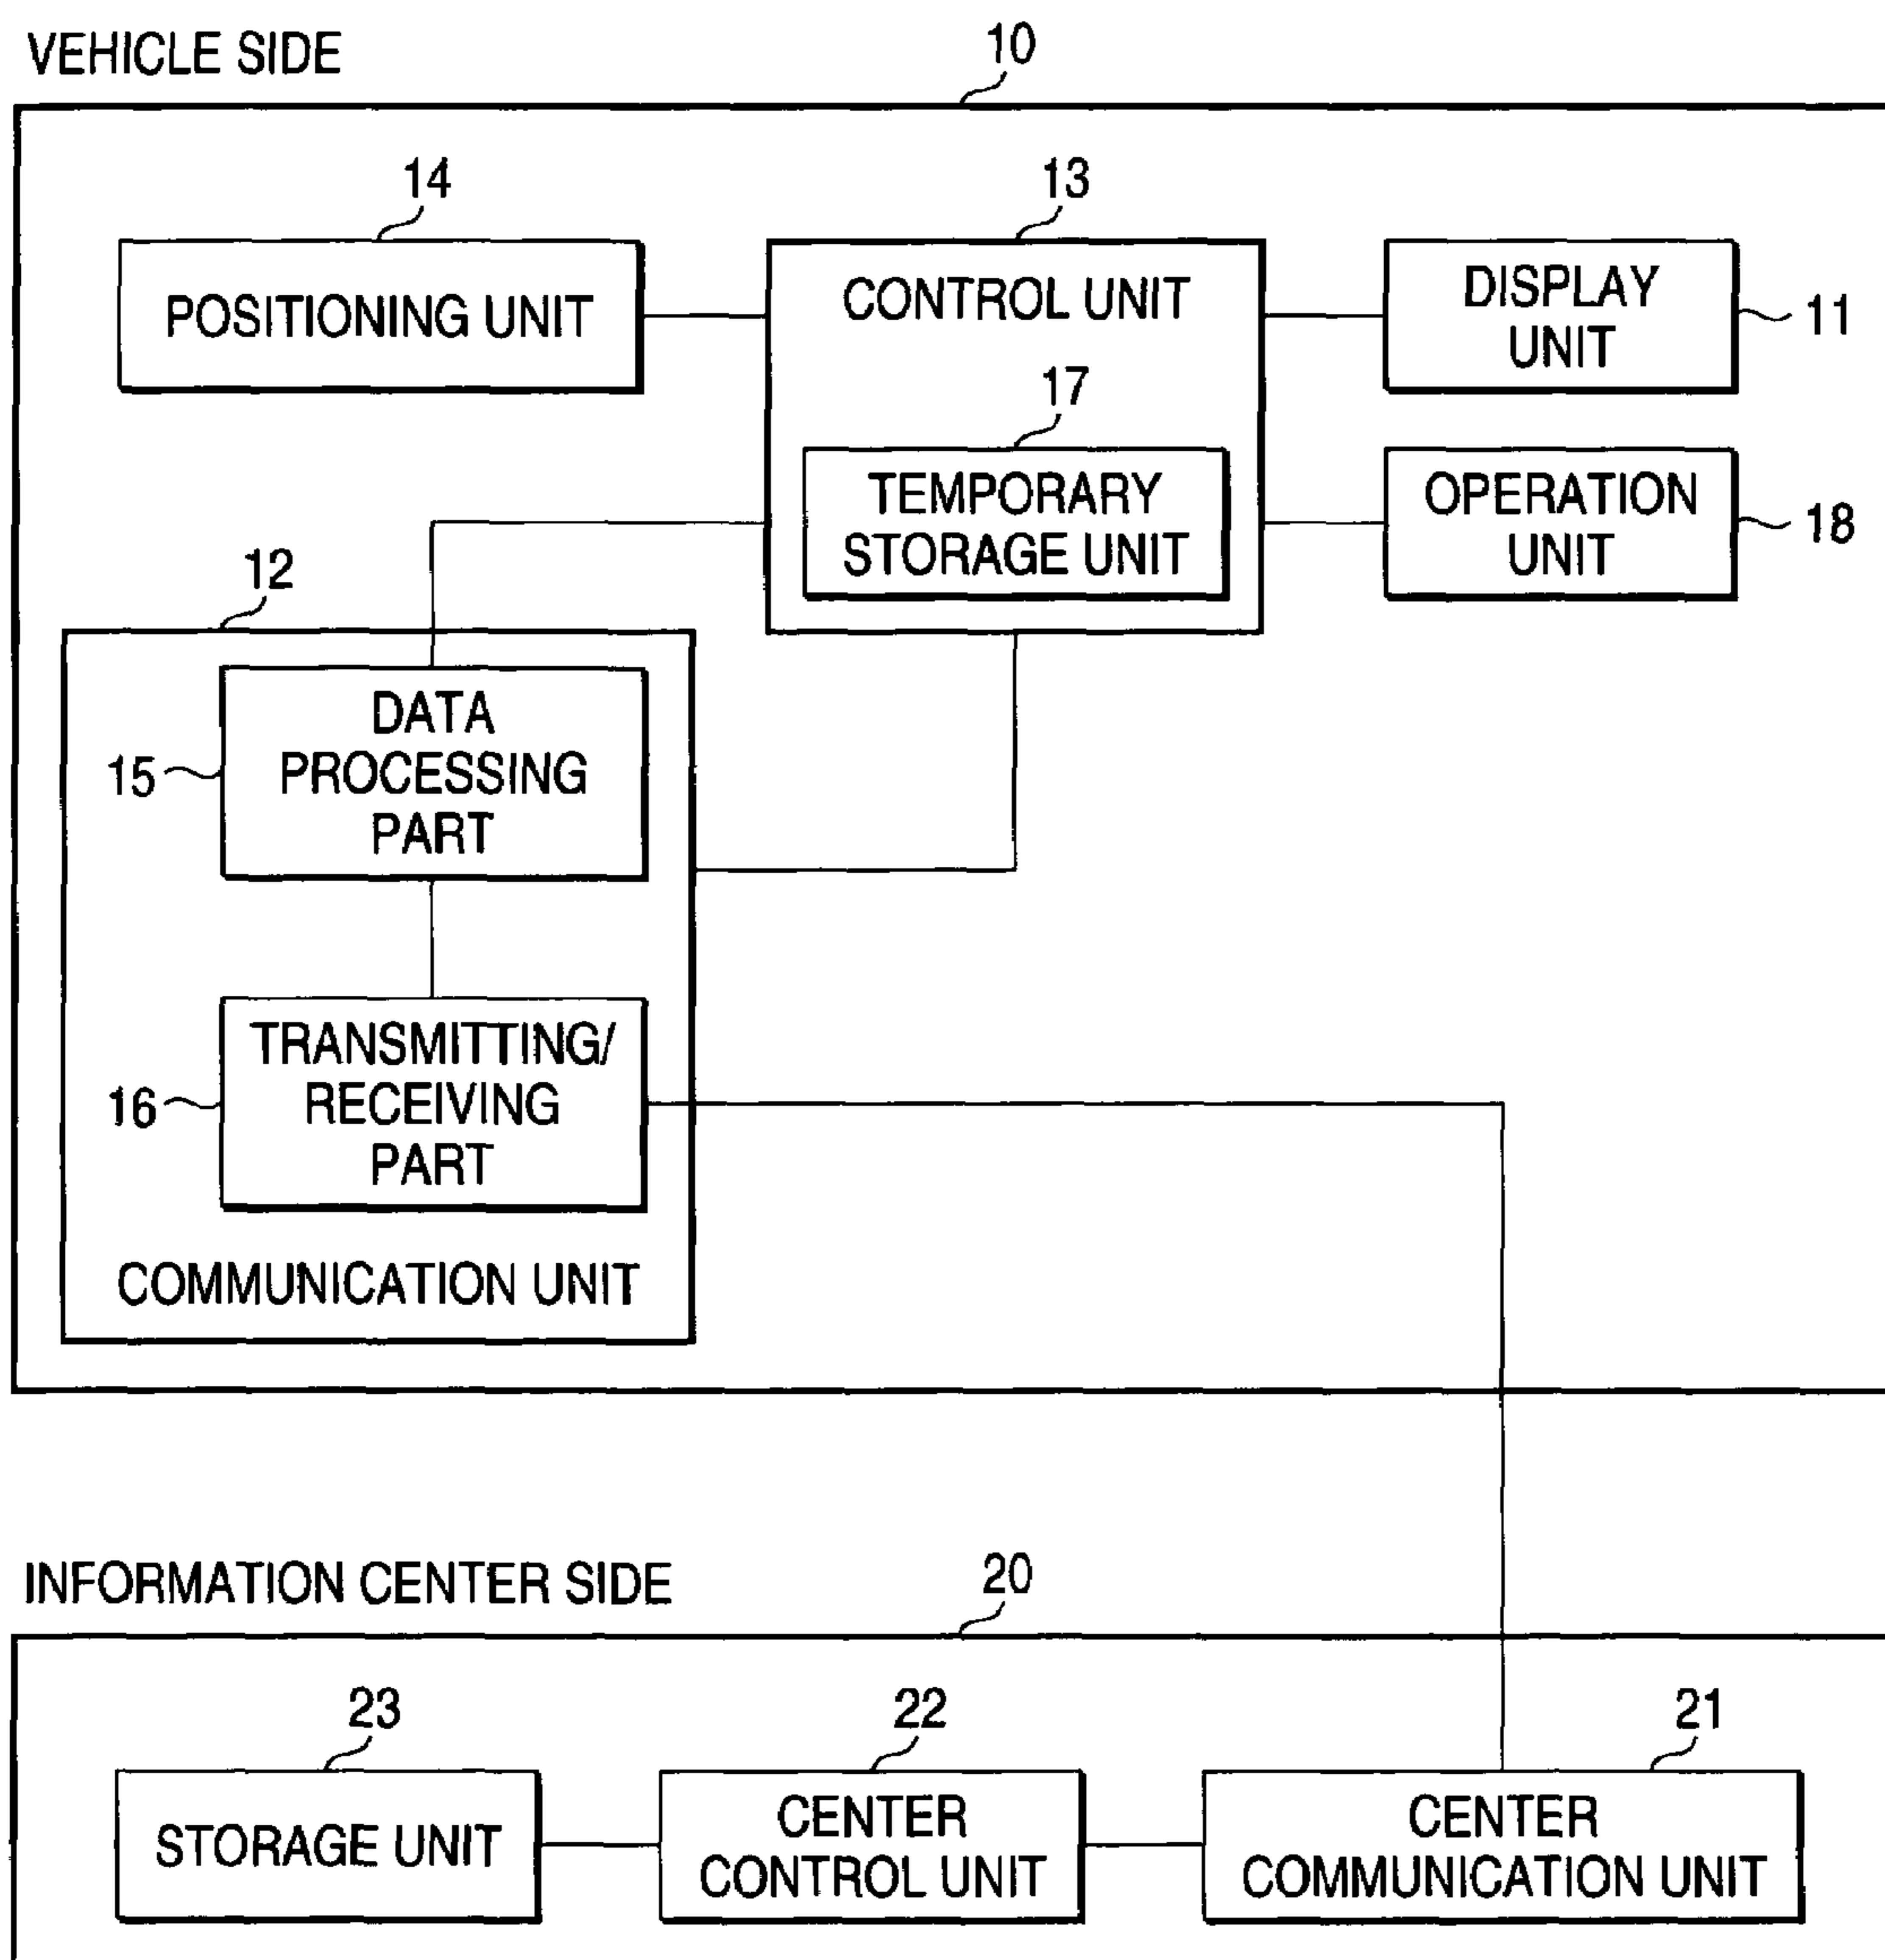 VEHICLE SIDE
10
14
13
POSITIONING UNIT
CONTROL UNIT
DISPLAY
UNIT
11
17
TEMPORARY
STORAGE UNIT
OPERATION
UNIT
18
12
DATA
PROCESSING
PART
15
TRANSMITTING/
RECEIVING
PART
16
COMMUNICATION UNIT
INFORMATION CENTER SIDE
20
23
22
21
STORAGE UNIT
CENTER
CONTROL UNIT
CENTER
COMMUNICATION UNIT